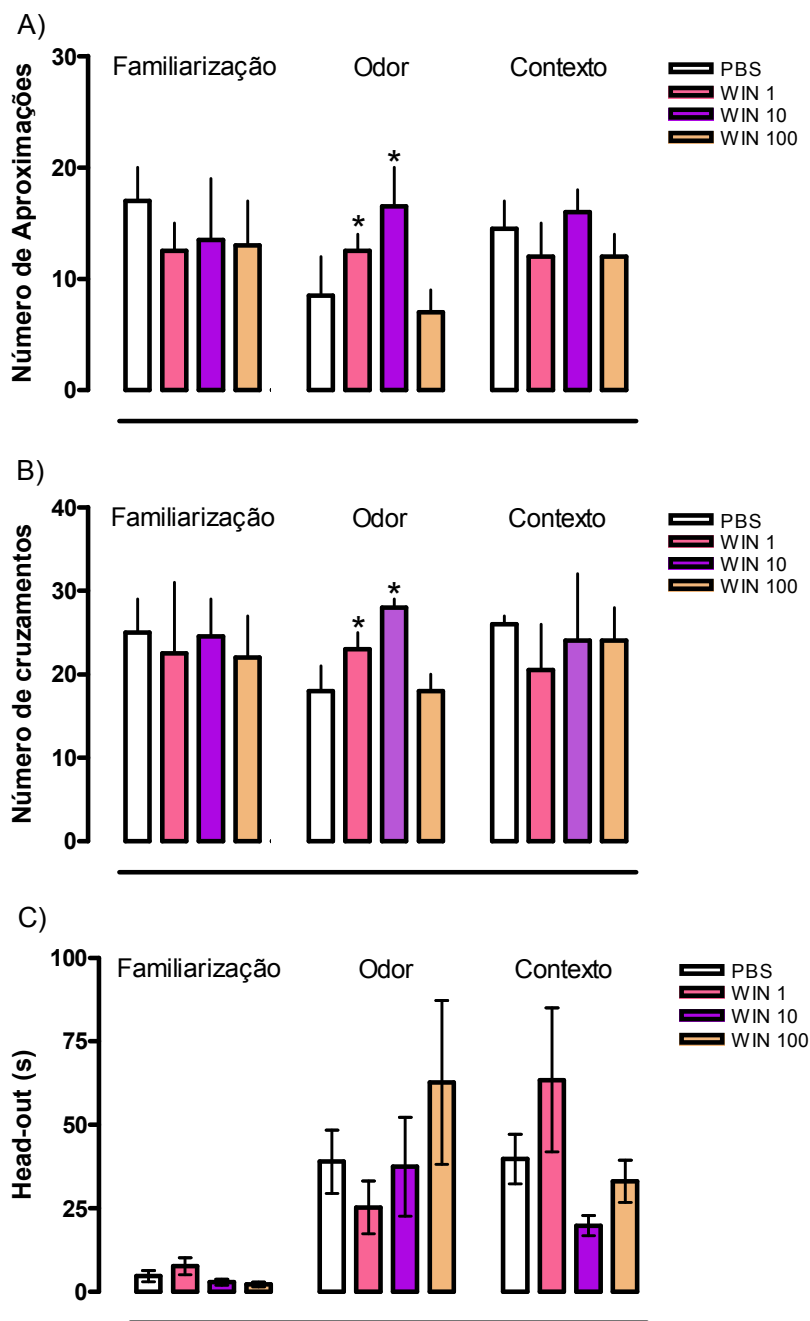 A)
Familiarização Odor Contexto
PBS
WIN 1
WIN 10
WIN 100
Número de Aproximações
30
20
10
0
* *
B)
Familiarização Odor Contexto
PBS
WIN 1
WIN 10
WIN 100
Número de cruzamentos
40
30
20
10
0
* *
C)
Familiarização Odor Contexto
PBS
WIN 1
WIN 10
WIN 100
Head-out (s)
100
75
50
25
0